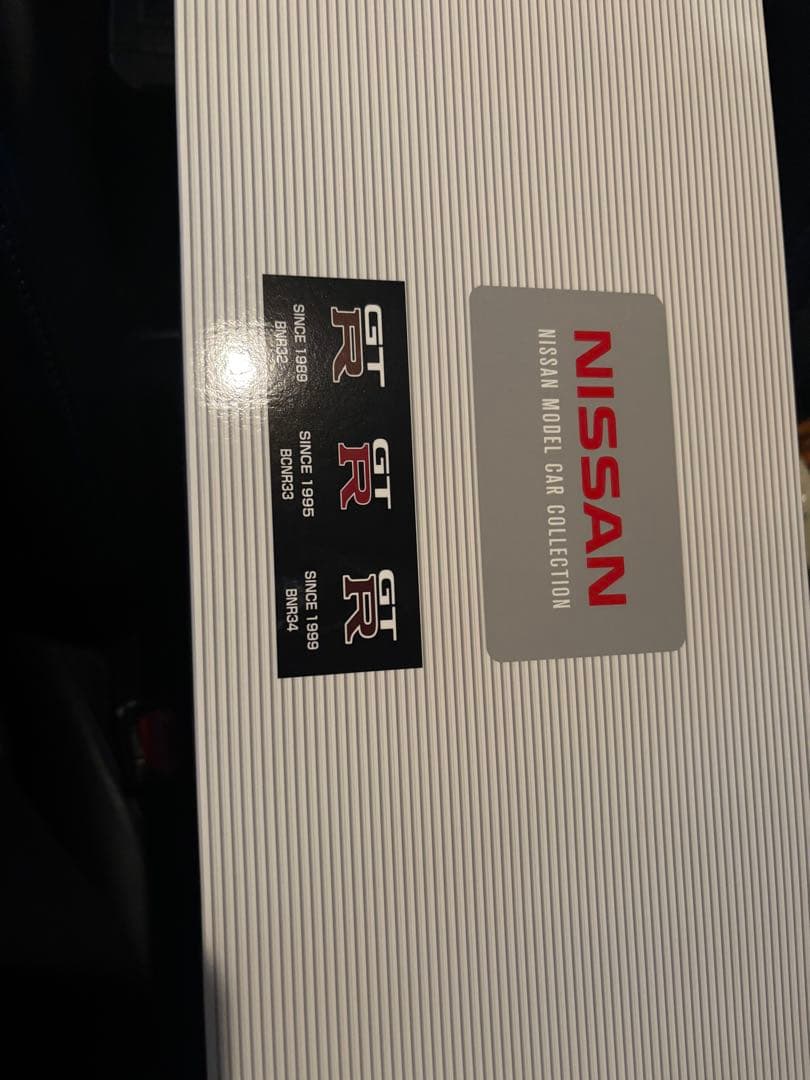 NISSAN
NISSAN MODEL CAR COLLECTION
GT
R
SINCE 1989
BNR32
GT
R
SINCE 1995
BCNR33
GT
R
SINCE 1999
BNR34